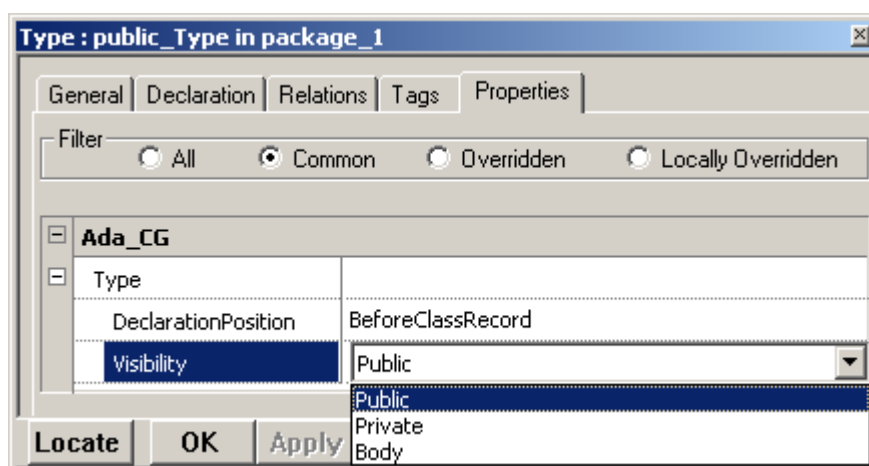 Type : public_Type in package_1
General Declaration Relations Tags Properties
Filter
All Common Overridden Locally Overridden
Ada_CG
Type
DeclarationPosition BeforeClassRecord
Visibility Public
Public
Private
Body
Locate OK Apply